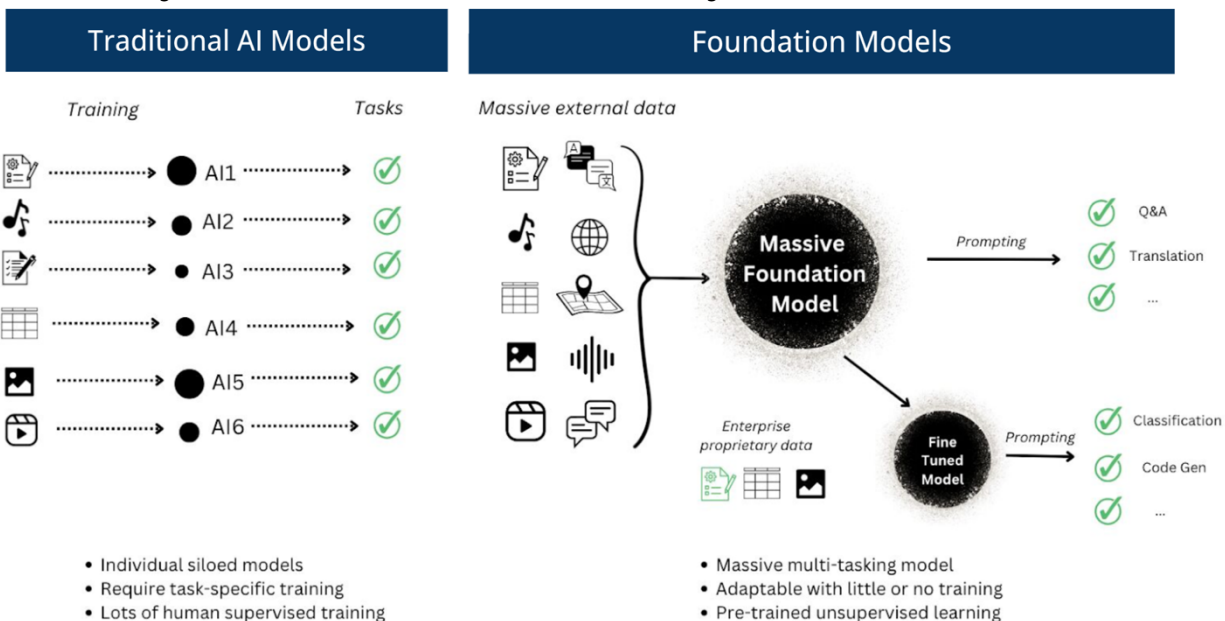 Traditional AI Models
Training
Tasks
AI1
AI2
AI3
AI4
AI5
AI6
• Individual siloed models
• Require task-specific training
• Lots of human supervised training
Foundation Models
Massive external data
A
文
Massive
Foundation
Model
Prompting
Q&A
Translation
...
Enterprise
proprietary data
Fine
Tuned
Model
Prompting
Classification
Code Gen
...
• Massive multi-tasking model
• Adaptable with little or no training
• Pre-trained unsupervised learning